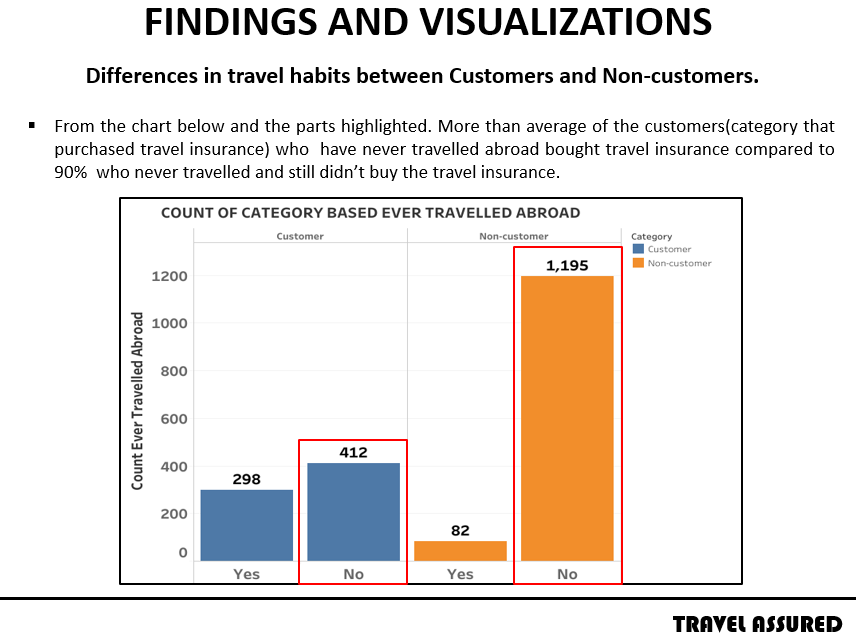 FINDINGS AND VISUALIZATIONS
Differences in travel habits between Customers and Non-customers.
▪ From the chart below and the parts highlighted. More than average of the customers(category that
purchased travel insurance) who have never travelled abroad bought travel insurance compared to
90% who never travelled and still didn’t buy the travel insurance.
COUNT OF CATEGORY BASED EVER TRAVELLED ABROAD
Customer
Non-customer
Category
Customer
Non-customer
Count Ever Travelled Abroad
1200
1000
800
600
400
200
0
298
412
82
1,195
Yes
No
Yes
No
TRAVEL ASSURED